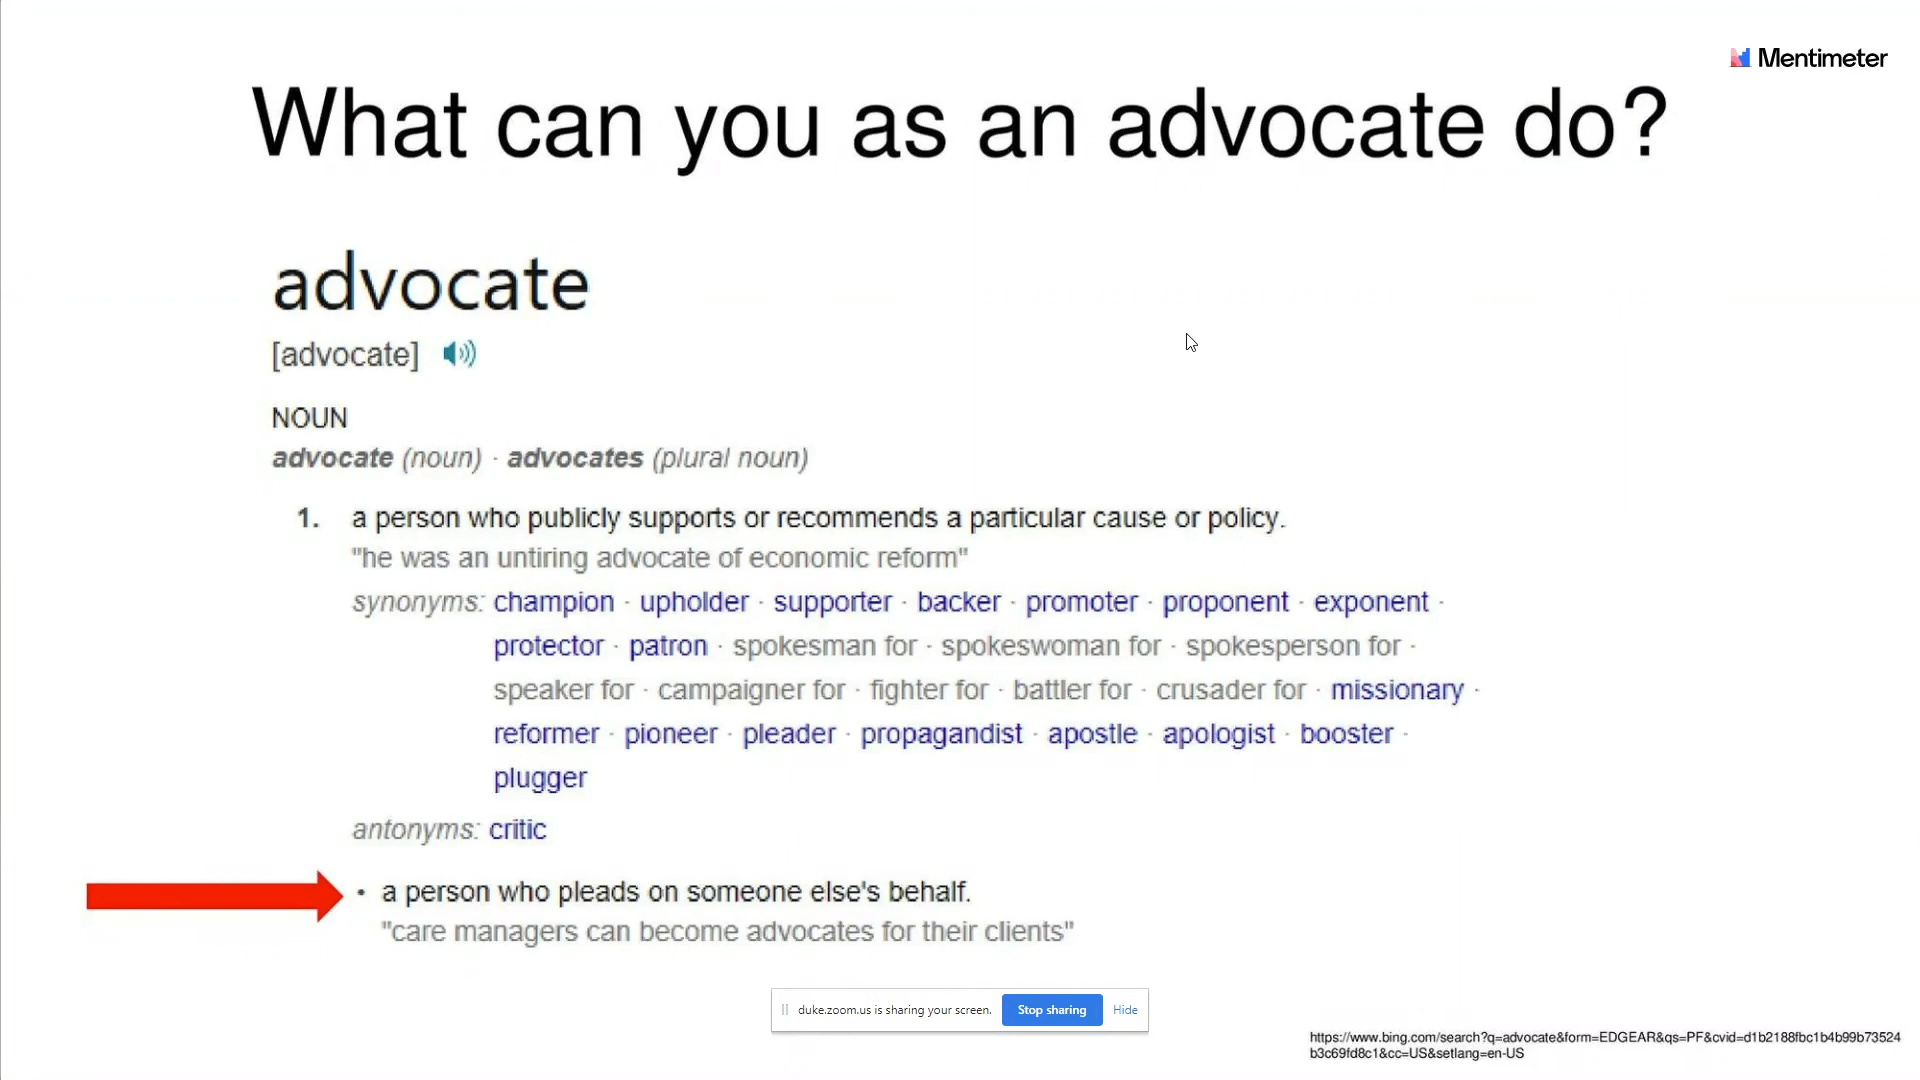 Mentimeter
What can you as an advocate do?
advocate
[advocate]
NOUN
advocate (noun) · advocates (plural noun)
1. a person who publicly supports or recommends a particular cause or policy.
"he was an untiring advocate of economic reform"
synonyms: champion · upholder · supporter · backer · promoter · proponent · exponent ·
protector · patron · spokesman for · spokeswoman for · spokesperson for ·
speaker for · campaigner for · fighter for · battler for · crusader for · missionary ·
reformer · pioneer · pleader · propagandist · apostle · apologist · booster ·
plugger
antonyms: critic
• a person who pleads on someone else's behalf.
"care managers can become advocates for their clients"
duke.zoom.us is sharing your screen. Stop sharing Hide
https://www.bing.com/search?q=advocate&form=EDGEAR&qs=PF&cvid=d1b2188fbc1b4b99b73524
b3c69fd8c1&cc=US&setlang=en-US